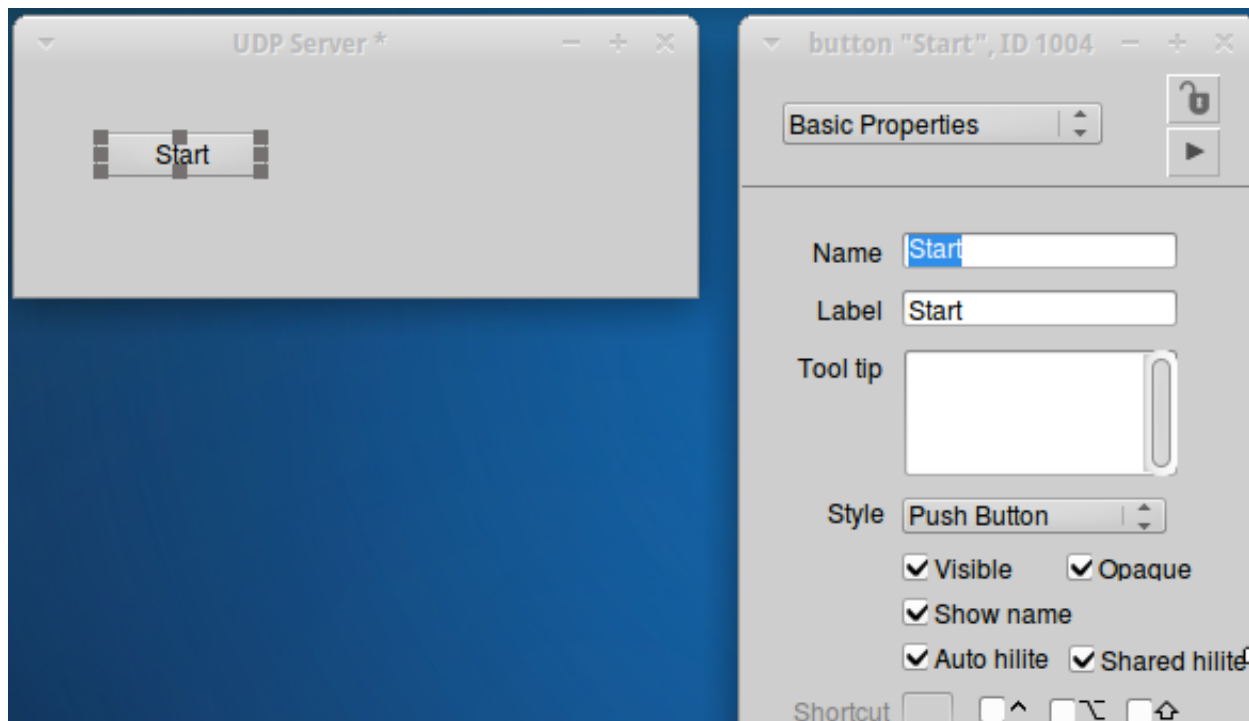 UDP Server *
Start
button "Start", ID 1004
Basic Properties
Name Start
Label Start
Tool tip
Style Push Button
Visible Opaque
Show name
Auto hilite Shared hilite
Shortcut